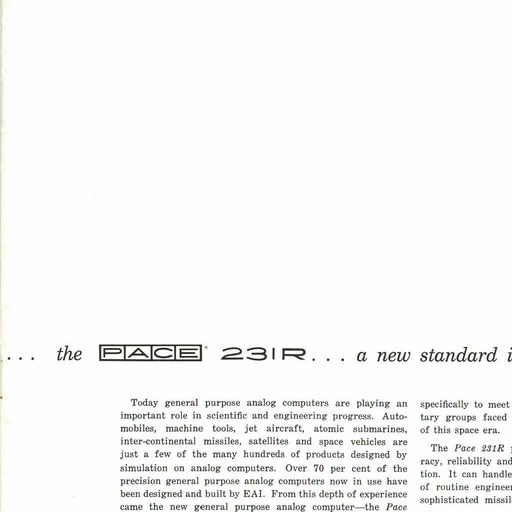 ... the PACE® 231R... a new standard i
Today general purpose analog computers are playing an
important role in scientific and engineering progress. Auto-
mobiles, machine tools, jet aircraft, atomic submarines,
inter-continental missiles, satellites and space vehicles are
just a few of the many hundreds of products designed by
simulation on analog computers. Over 70 per cent of the
precision general purpose analog computers now in use have
been designed and built by EAI. From this depth of experience
came the new general purpose analog computer—the Pace
specifically to meet
tary groups faced
of this space era.
The Pace 231R
racy, reliability and
tion. It can handle
of routine engineer
sophisticated missil